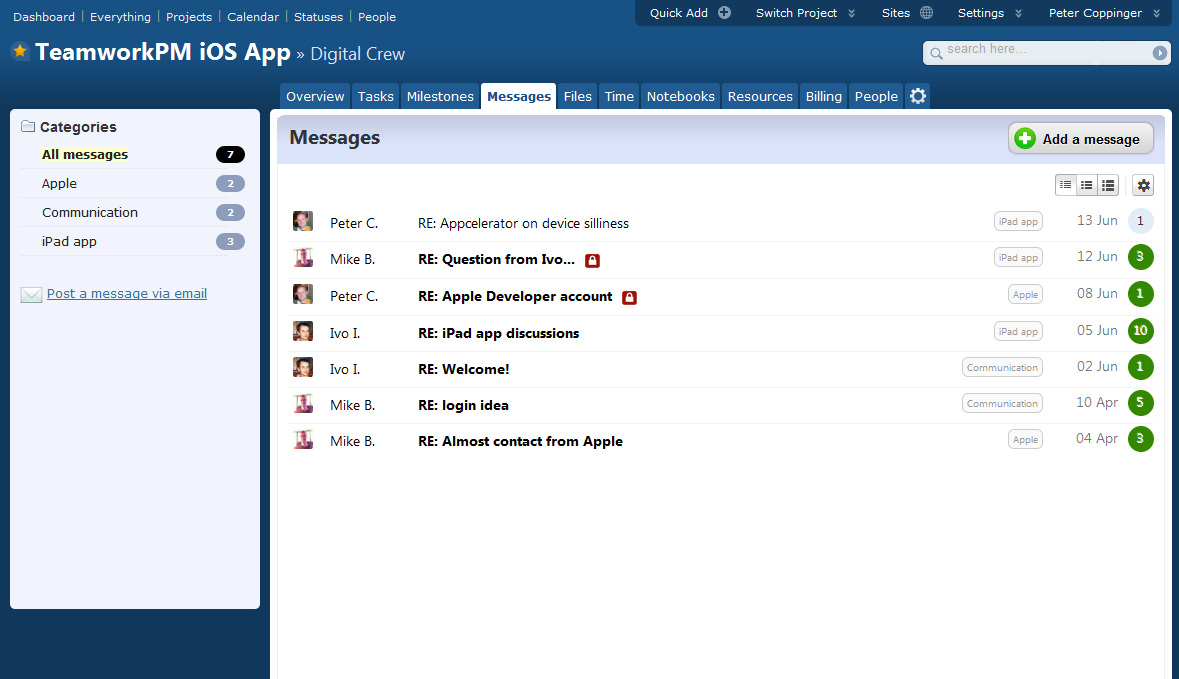 Dashboard | Everything | Projects | Calendar | Statuses | People
Quick Add Switch Project Sites Settings Peter Coppinger
TeamworkPM iOS App » Digital Crew
search here...
Overview Tasks Milestones Messages Files Time Notebooks Resources Billing People
Categories
All messages 7
Apple 2
Communication 2
iPad app 3
Post a message via email
Messages
Add a message
Peter C. RE: Appcelerator on device silliness iPad app 13 Jun 1
Mike B. RE: Question from Ivo... iPad app 12 Jun 3
Peter C. RE: Apple Developer account Apple 08 Jun 1
Ivo I. RE: iPad app discussions iPad app 05 Jun 10
Ivo I. RE: Welcome! Communication 02 Jun 1
Mike B. RE: login idea Communication 10 Apr 5
Mike B. RE: Almost contact from Apple Apple 04 Apr 3